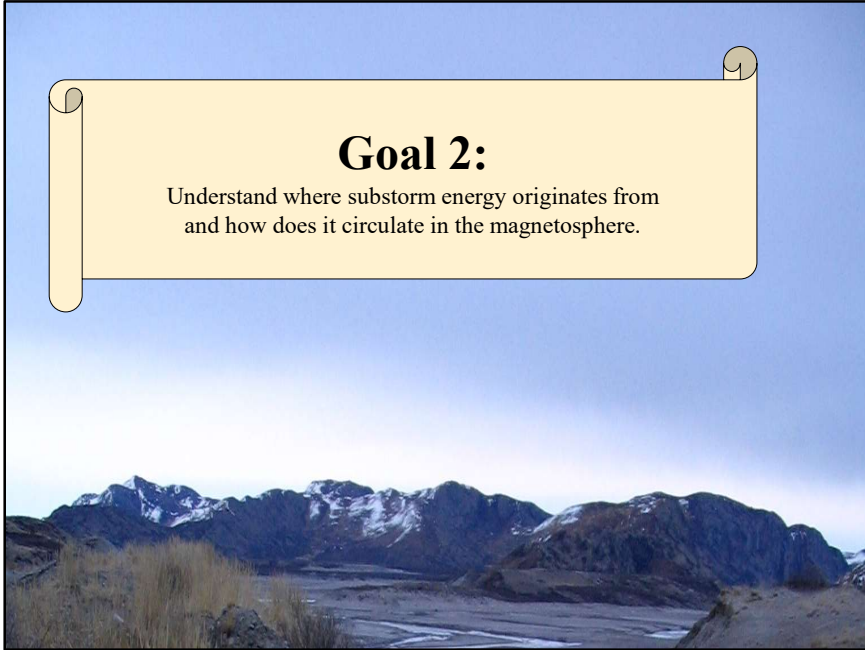 Goal 2:
Understand where substorm energy originates from
and how does it circulate in the magnetosphere.